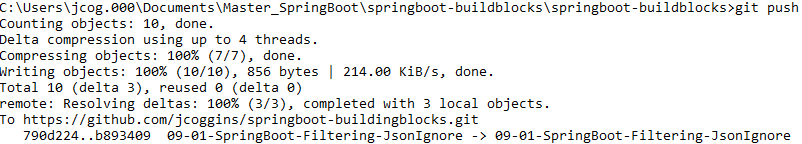 C:\Users\jcog.000\Documents\Master_SpringBoot\springboot-buildblocks\springboot-buildblocks>git push
Counting objects: 10, done.
Delta compression using up to 4 threads.
Compressing objects: 100% (7/7), done.
Writing objects: 100% (10/10), 856 bytes | 214.00 KiB/s, done.
Total 10 (delta 3), reused 0 (delta 0)
remote: Resolving deltas: 100% (3/3), completed with 3 local objects.
To https://github.com/jcoggins/springboot-buildingblocks.git
   790d224..b893409  09-01-SpringBoot-Filtering-JsonIgnore -> 09-01-SpringBoot-Filtering-JsonIgnore